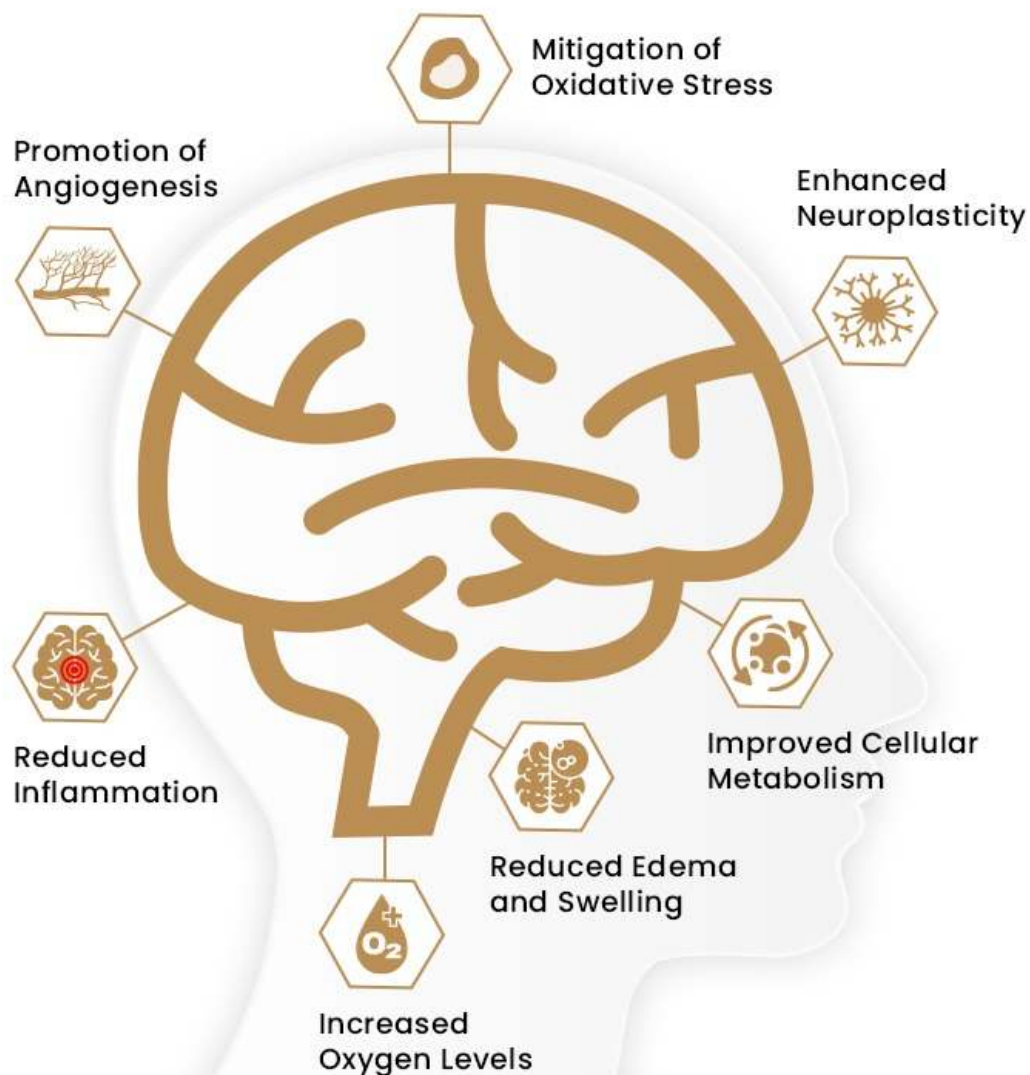 Mitigation of
Oxidative Stress
Promotion of
Angiogenesis
Enhanced
Neuroplasticity
Reduced
Inflammation
Improved Cellular
Metabolism
Reduced Edema
and Swelling
O₂
Increased
Oxygen Levels